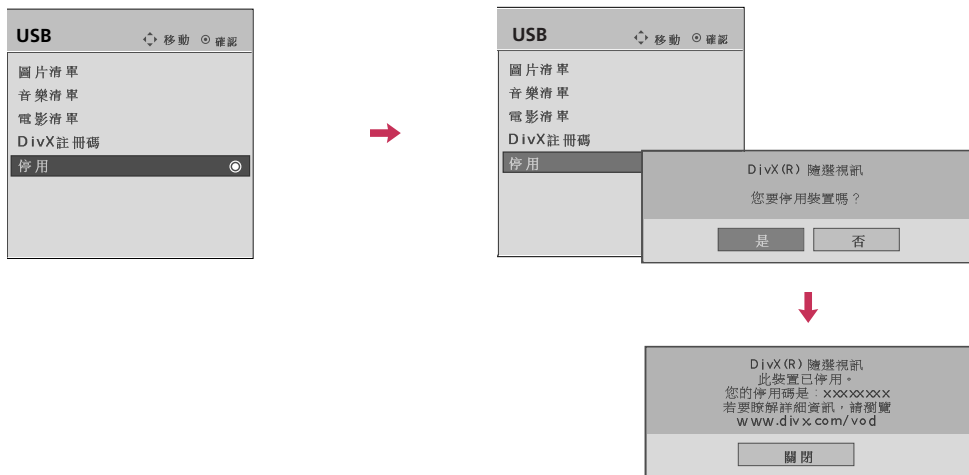 USB
移動 ◉ 確認
圖片清單
音樂清單
電影清單
DivX註冊碼
停用
USB
移動 ◉ 確認
圖片清單
音樂清單
電影清單
DivX註冊碼
停用
DivX(R) 隨選視訊
您要停用裝置嗎？
是
否
DivX(R) 隨選視訊
此裝置已停用。
您的停用碼是：xxxxxxxx
若要瞭解詳細資訊，請瀏覽
www.divx.com/vod
關閉